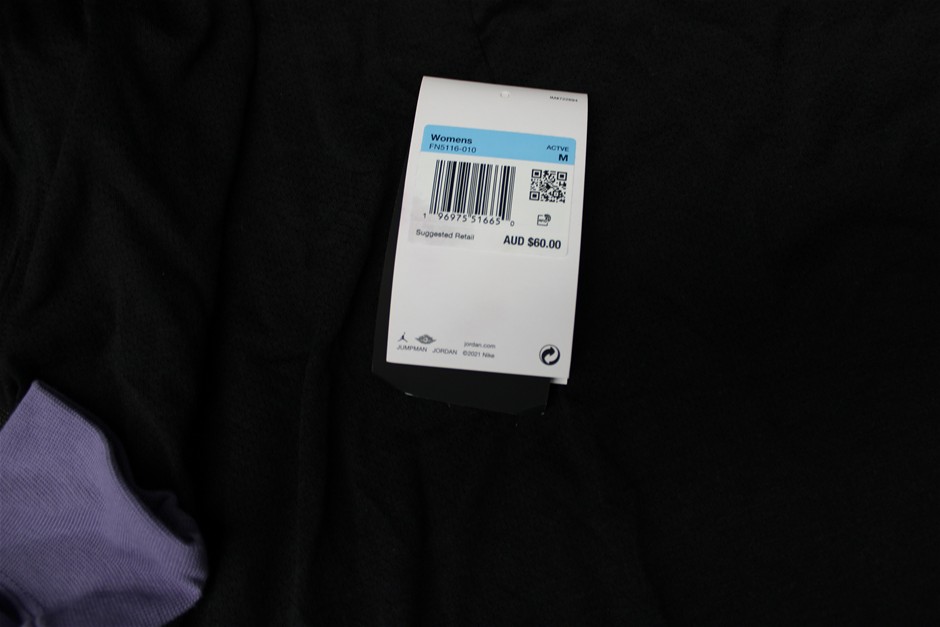 Womens
FN5116-010
ACTVE
M
1 96975 51665 0
Suggested Retail
AUD $60.00
JUMPMAN JORDAN
jordan.com
©2021 Nike